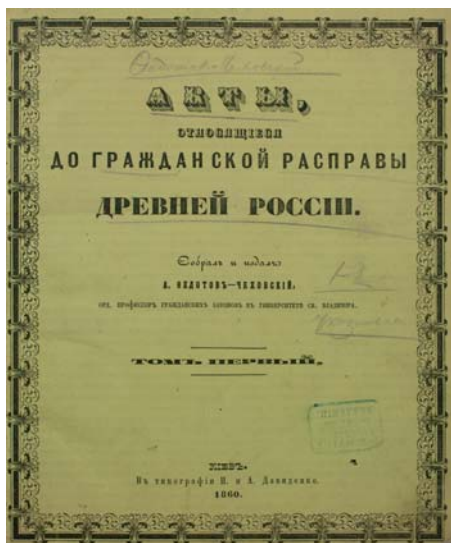 АКТЫ,
ОТНОСЯЩІЕСЯ
ДО ГРАЖДАНСКОЙ РАСПРАВЫ
ДРЕВНЕЙ РОССІИ.
Собралъ и издалъ
А. ѲЕДОТОВЪ—ЧЕХОВСКІЙ,
ОРД. ПРОФЕССОРЪ ГРАЖДАНСКИХЪ ЗАКОНОВЪ ВЪ УНИВЕРСИТЕТѢ СВ. ВЛАДИМІРА.
ТОМЪ ПЕРВЫЙ.
КІЕВЪ.
Въ типографіи И. и А. Давиденко.
1860.